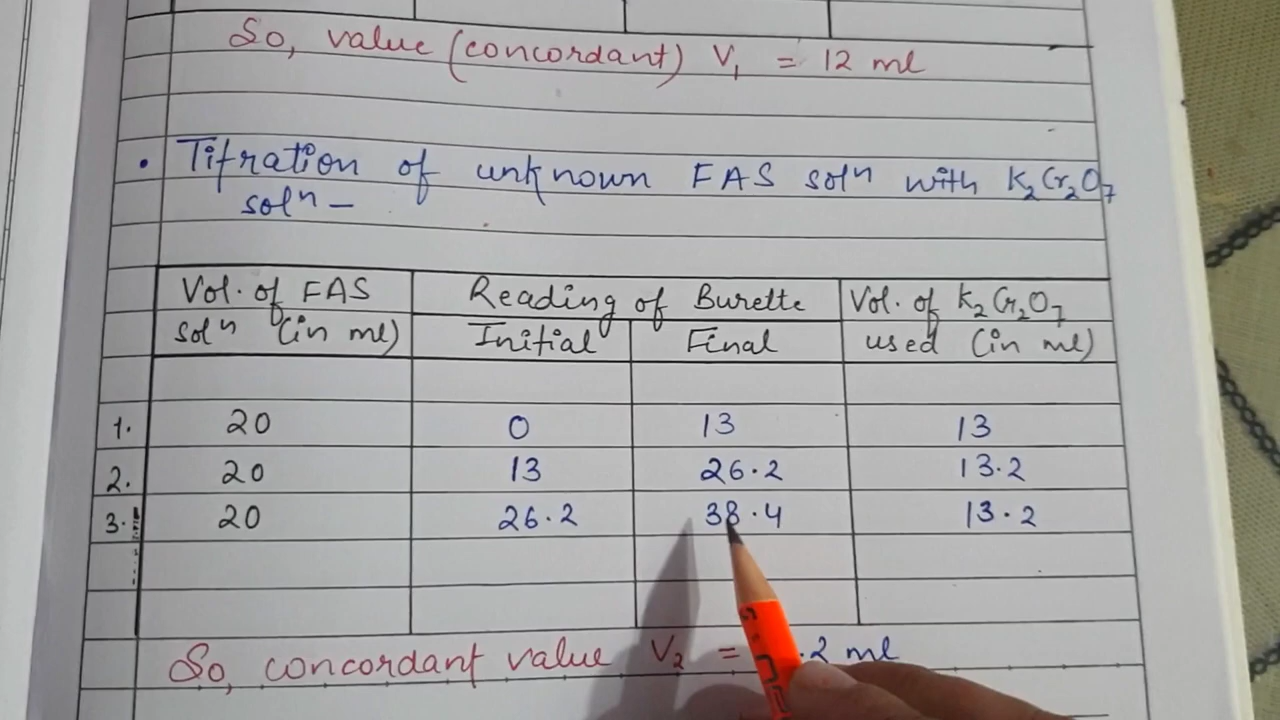 So, value (concordant) V₁ = 12 ml
• Titration of unknown FAS solⁿ with K₂Cr₂O₇
solⁿ –
Vol. of FAS Reading of Burette Vol. of K₂Cr₂O₇
solⁿ (in ml) Initial Final used (in ml)
1. 20 0 13 13
2. 20 13 26.2 13.2
3. 20 26.2 38.4 13.2
So, concordant value V₂ = .2 ml